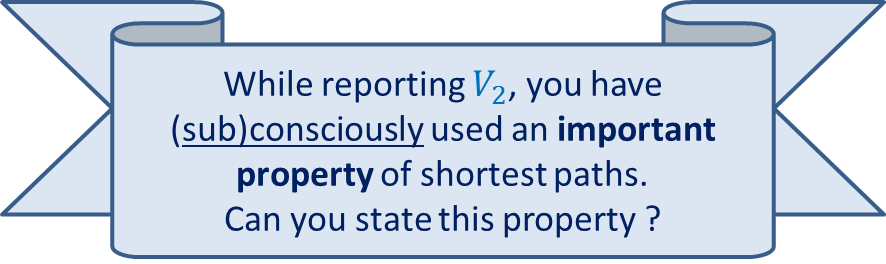 While reporting V₂, you have
(sub)consciously used an important
property of shortest paths.
Can you state this property ?